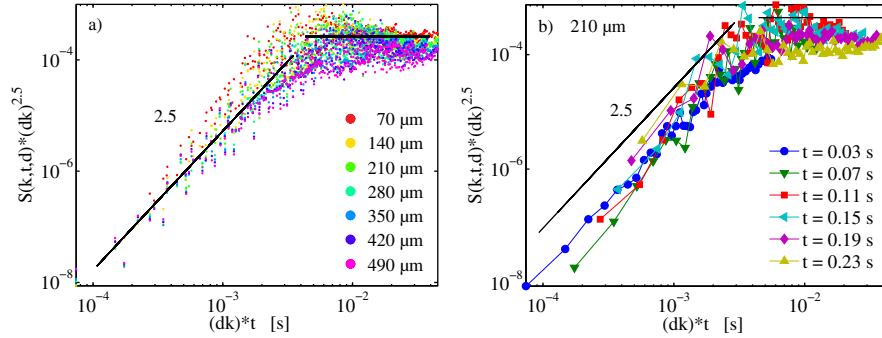 a)
S(k,t,d)*(dk)^2.5
10^-4
10^-6
10^-8
2.5
70 µm
140 µm
210 µm
280 µm
350 µm
420 µm
490 µm
10^-4
10^-3
10^-2
(dk)*t [s]
b)
210 µm
S(k,t,d)*(dk)^2.5
10^-4
10^-6
10^-8
2.5
t = 0.03 s
t = 0.07 s
t = 0.11 s
t = 0.15 s
t = 0.19 s
t = 0.23 s
10^-4
10^-3
10^-2
(dk)*t [s]